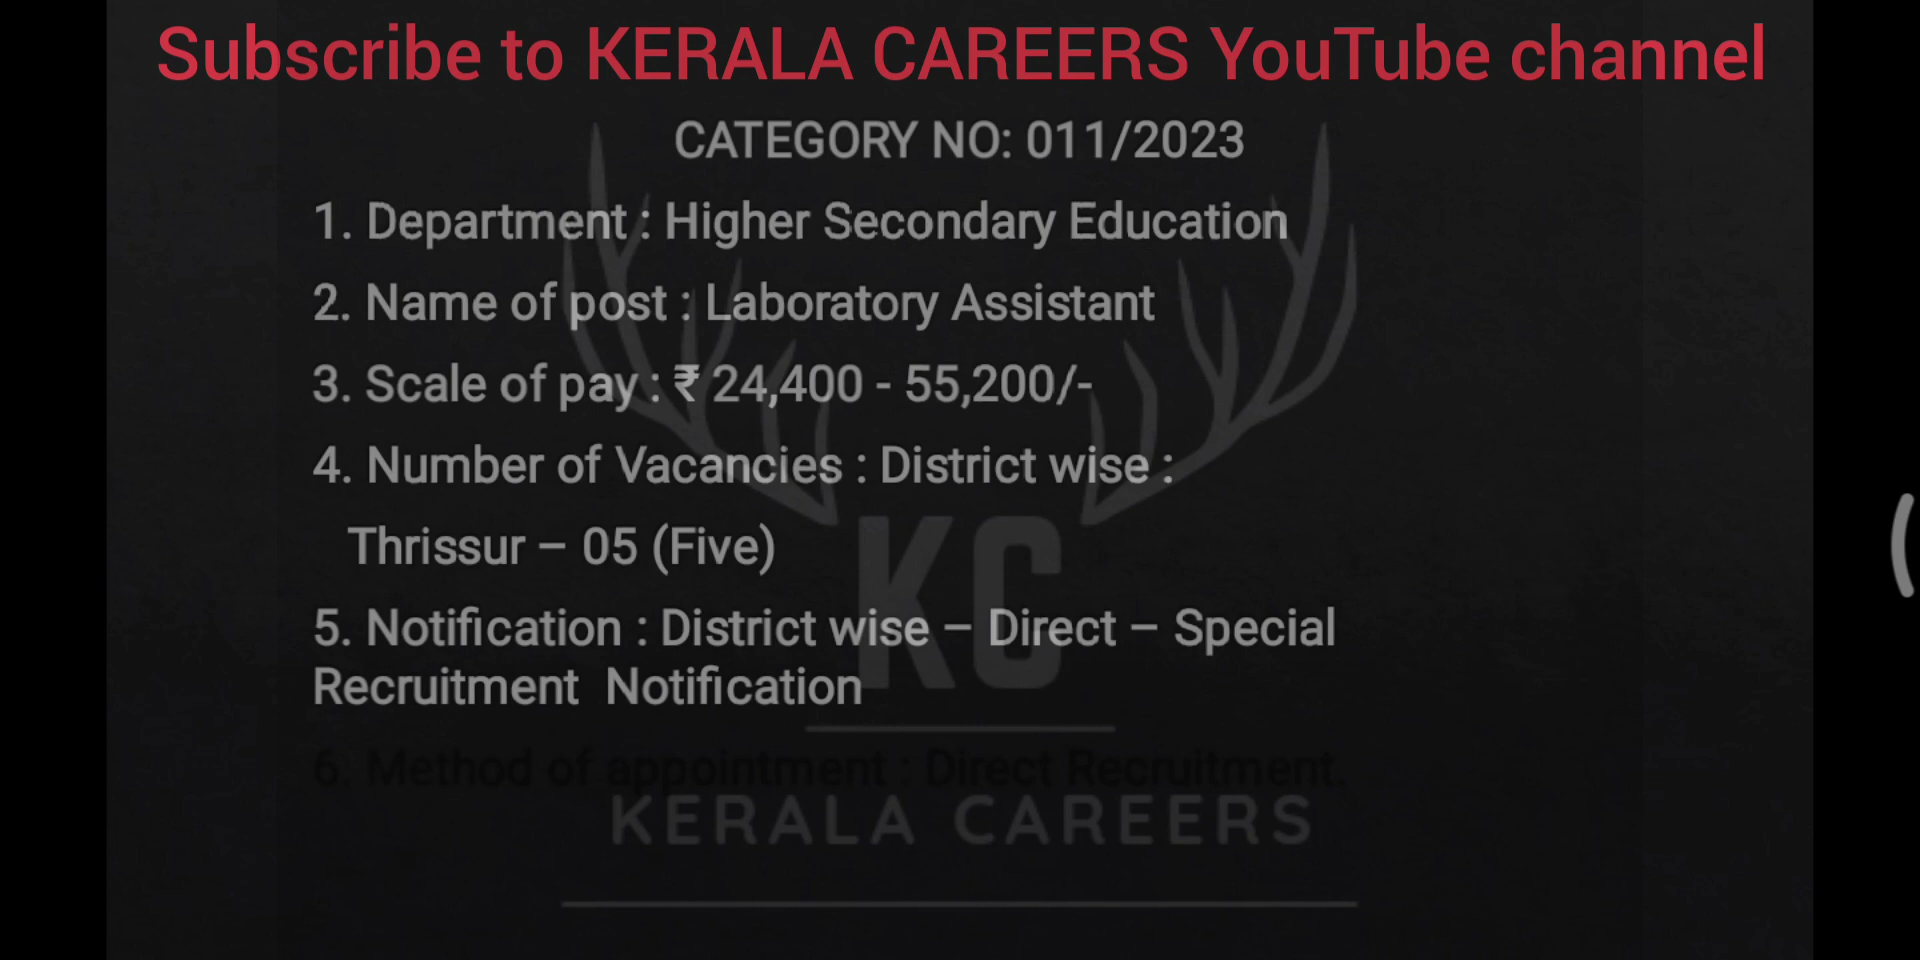 Subscribe to KERALA CAREERS YouTube channel
CATEGORY NO: 011/2023
1. Department : Higher Secondary Education
2. Name of post : Laboratory Assistant
3. Scale of pay : ₹ 24,400 - 55,200/-
4. Number of Vacancies : District wise :
Thrissur – 05 (Five)
5. Notification : District wise – Direct – Special
Recruitment  Notification
6. Method of appointment : Direct Recruitment.
KC
KERALA CAREERS